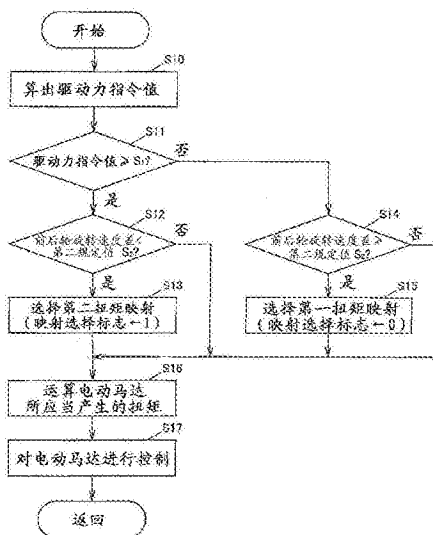 开始
S10
算出驱动力指令值
S11
驱动力指令值≥S₁?
否
是
S12
前后轮旋转速度差<
第二规定值S₂?
否
是
S14
前后轮旋转速度差≥
第二规定值S₂?
否
是
S13
选择第二扭矩映射
(映射选择标志←1)
S15
选择第一扭矩映射
(映射选择标志←0)
S16
运算电动马达
所应当产生的扭矩
S17
对电动马达进行控制
返回